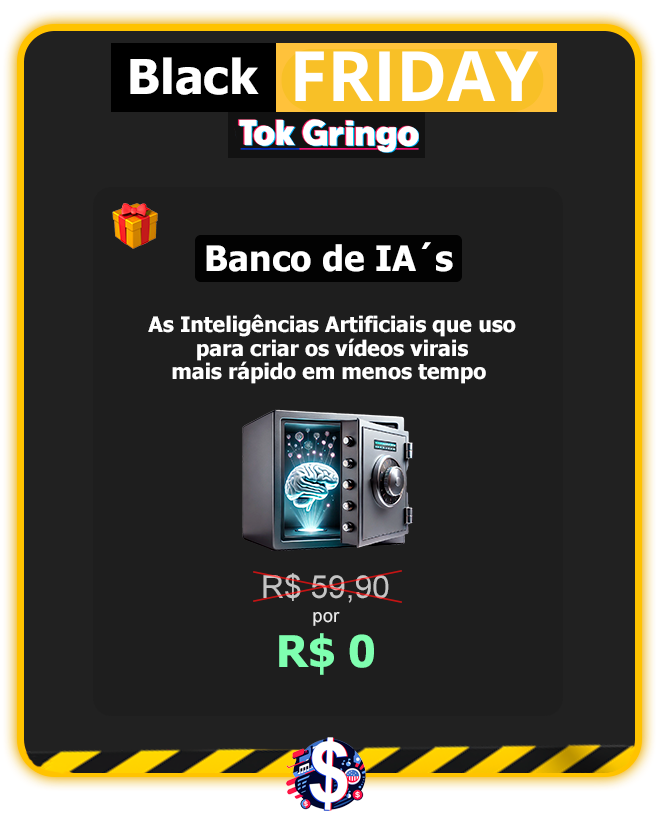 Black FRIDAY
Tok Gringo
Banco de IA´s
As Inteligências Artificiais que uso
para criar os vídeos virais
mais rápido em menos tempo
R$ 59,90
por
R$ 0
$